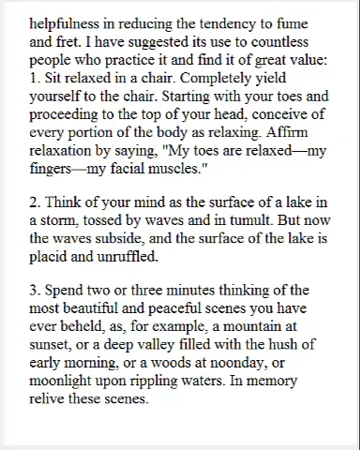 helpfulness in reducing the tendency to fume
and fret. I have suggested its use to countless
people who practice it and find it of great value:
1. Sit relaxed in a chair. Completely yield
yourself to the chair. Starting with your toes and
proceeding to the top of your head, conceive of
every portion of the body as relaxing. Affirm
relaxation by saying, "My toes are relaxed—my
fingers—my facial muscles."
2. Think of your mind as the surface of a lake in
a storm, tossed by waves and in tumult. But now
the waves subside, and the surface of the lake is
placid and unruffled.
3. Spend two or three minutes thinking of the
most beautiful and peaceful scenes you have
ever beheld, as, for example, a mountain at
sunset, or a deep valley filled with the hush of
early morning, or a woods at noonday, or
moonlight upon rippling waters. In memory
relive these scenes.